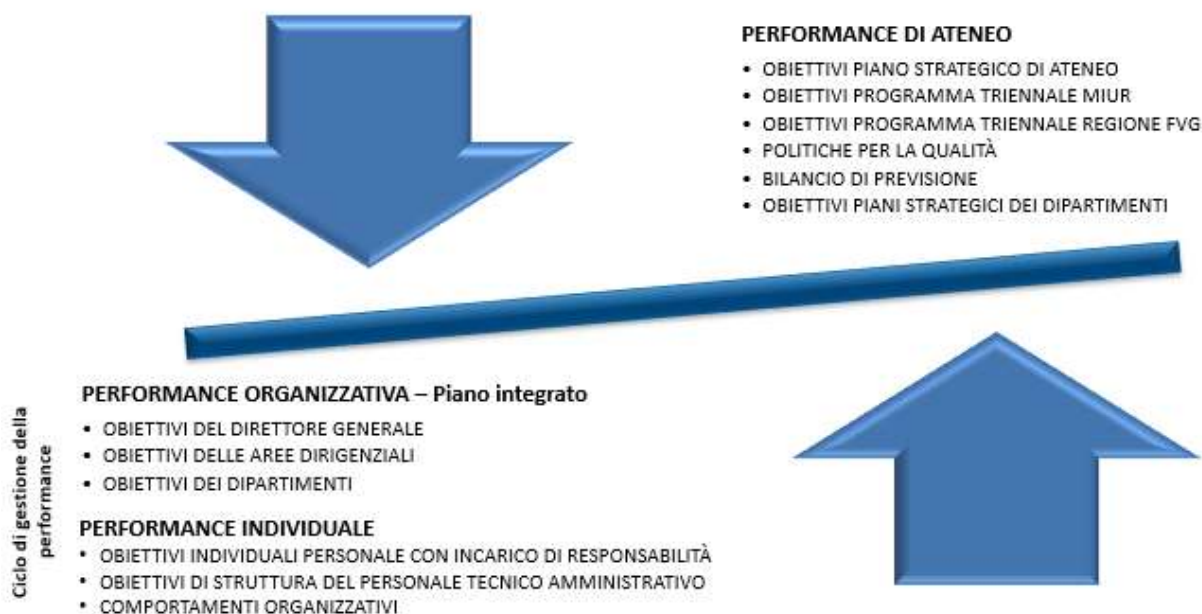 PERFORMANCE DI ATENEO
• OBIETTIVI PIANO STRATEGICO DI ATENEO
• OBIETTIVI PROGRAMMA TRIENNALE MIUR
• OBIETTIVI PROGRAMMA TRIENNALE REGIONE FVG
• POLITICHE PER LA QUALITÀ
• BILANCIO DI PREVISIONE
• OBIETTIVI PIANI STRATEGICI DEI DIPARTIMENTI
PERFORMANCE ORGANIZZATIVA – Piano integrato
• OBIETTIVI DEL DIRETTORE GENERALE
• OBIETTIVI DELLE AREE DIRIGENZIALI
• OBIETTIVI DEI DIPARTIMENTI
Ciclo di gestione della
performance
PERFORMANCE INDIVIDUALE
• OBIETTIVI INDIVIDUALI PERSONALE CON INCARICO DI RESPONSABILITÀ
• OBIETTIVI DI STRUTTURA DEL PERSONALE TECNICO AMMINISTRATIVO
• COMPORTAMENTI ORGANIZZATIVI